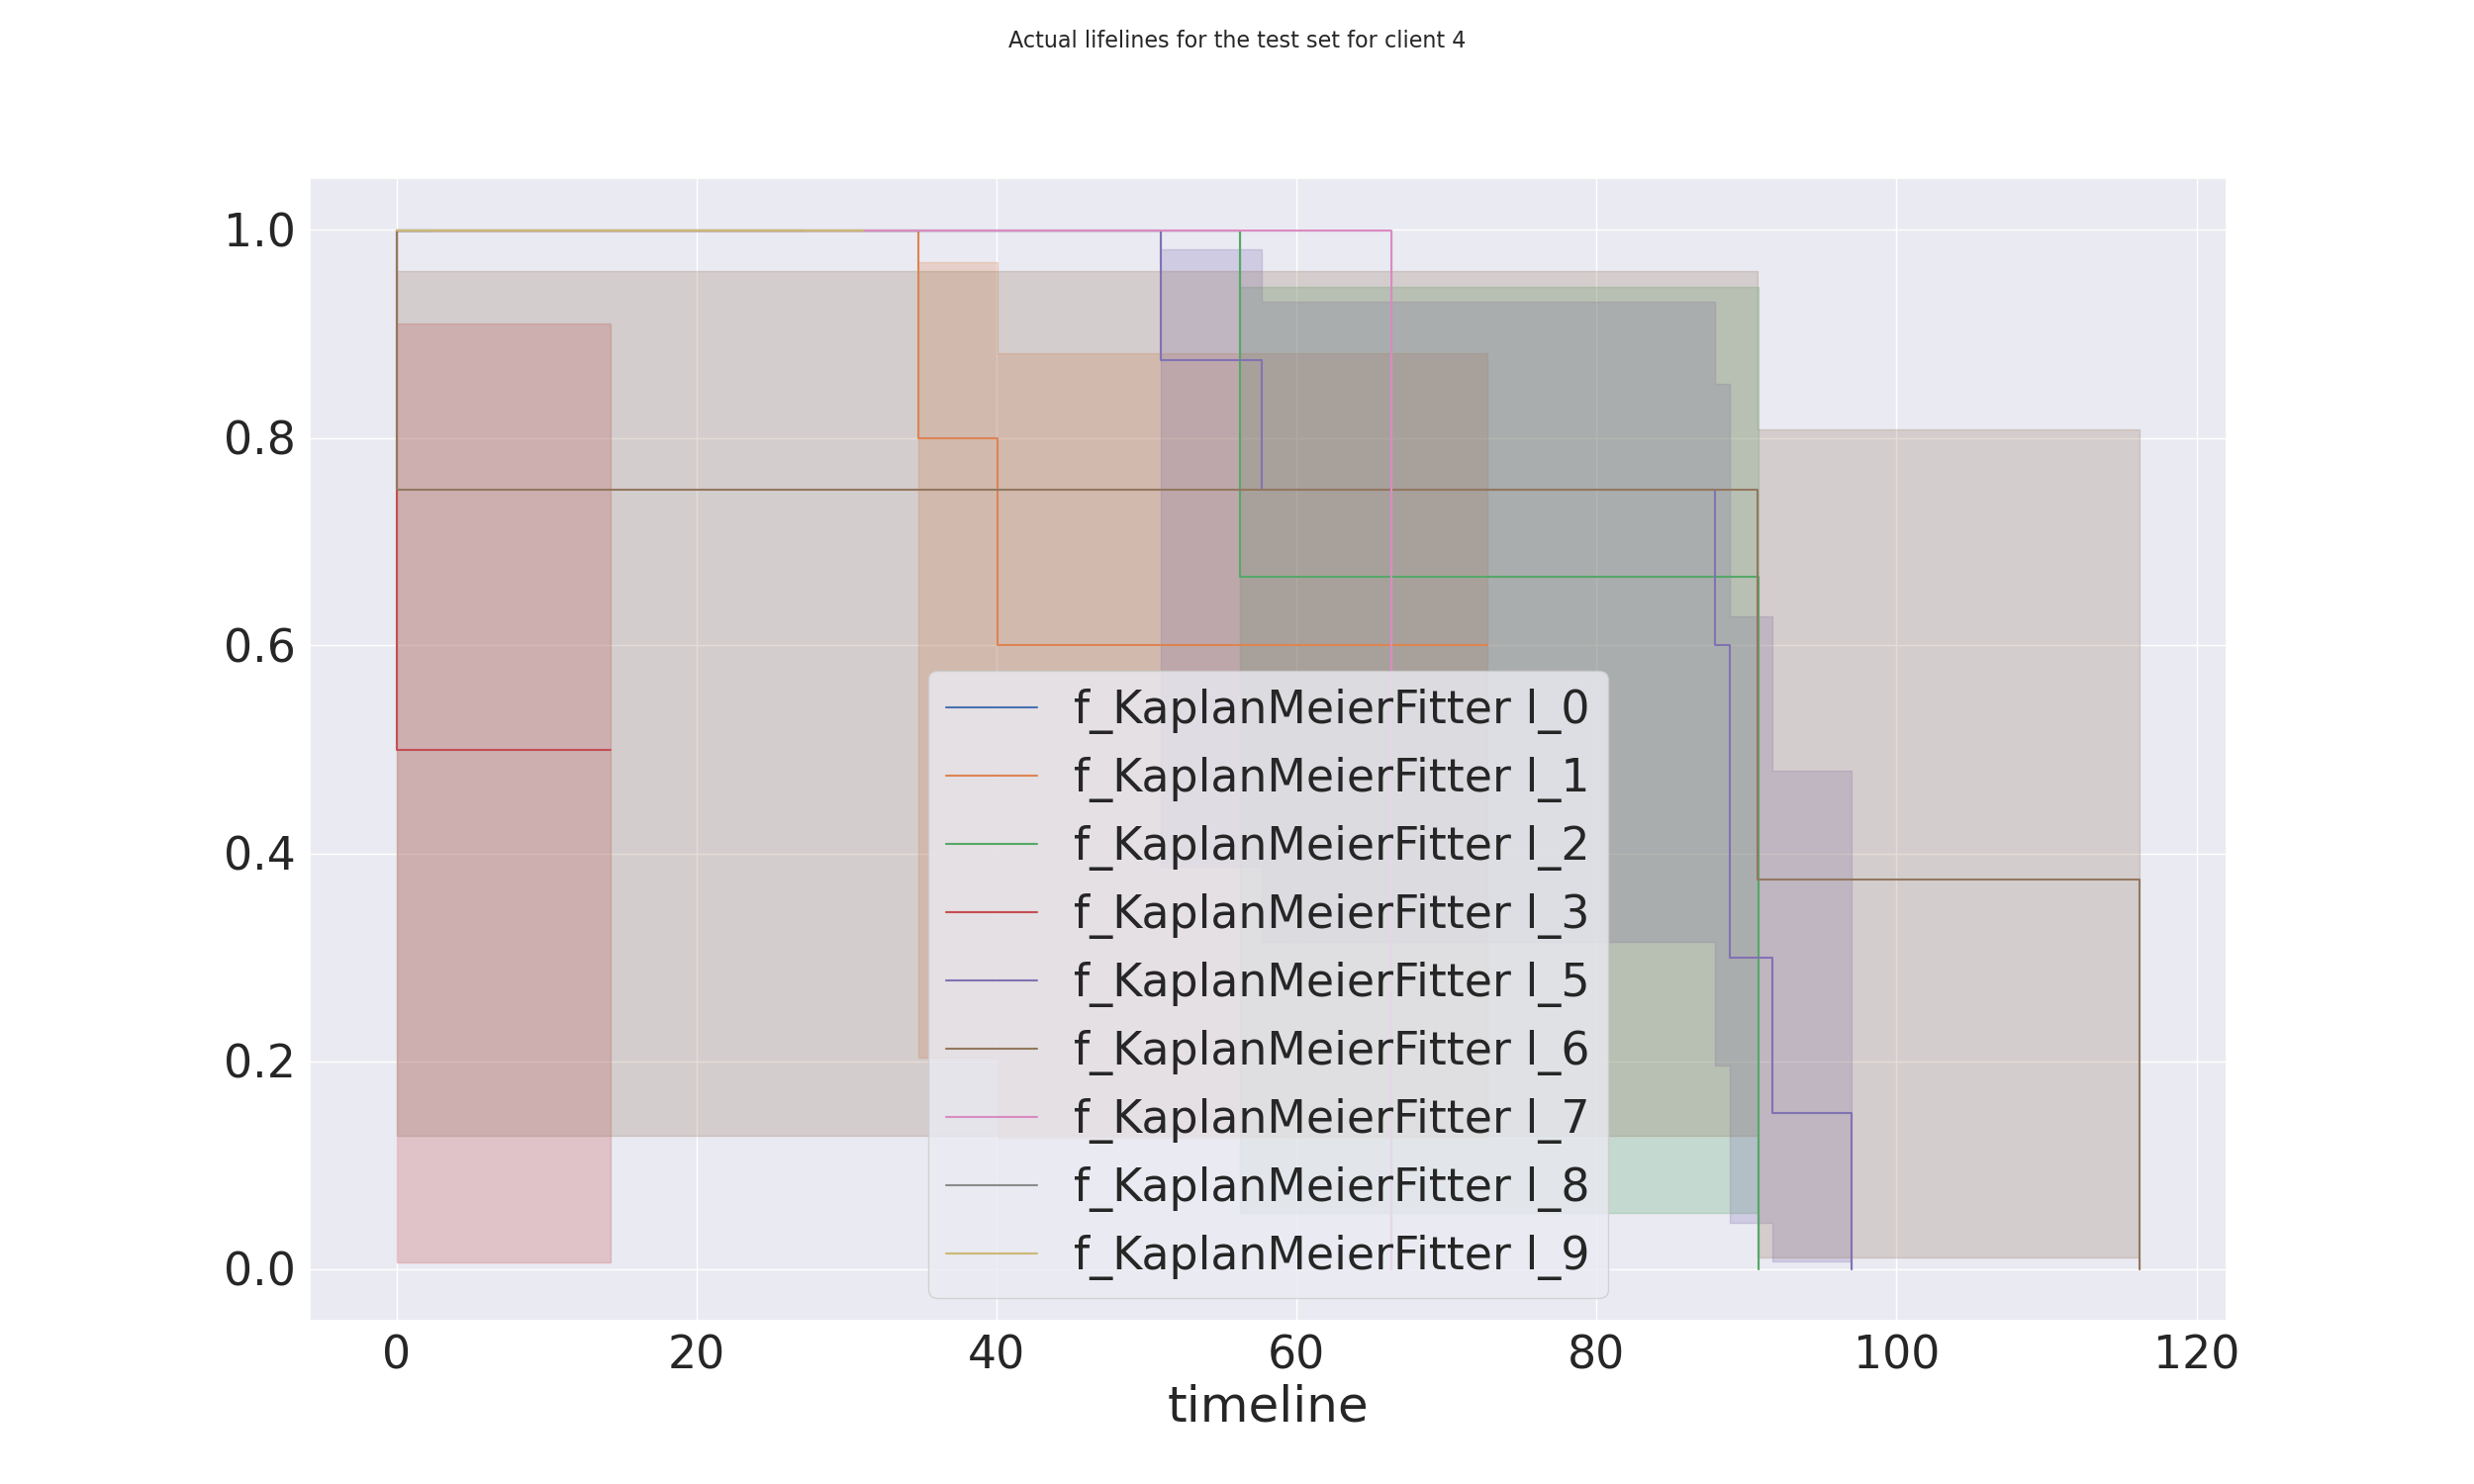 Actual lifelines for the test set for client 4
1.0
0.8
0.6
0.4
0.2
0.0
f_KaplanMeierFitter l_0
f_KaplanMeierFitter l_1
f_KaplanMeierFitter l_2
f_KaplanMeierFitter l_3
f_KaplanMeierFitter l_5
f_KaplanMeierFitter l_6
f_KaplanMeierFitter l_7
f_KaplanMeierFitter l_8
f_KaplanMeierFitter l_9
0 20 40 60 80 100 120
timeline